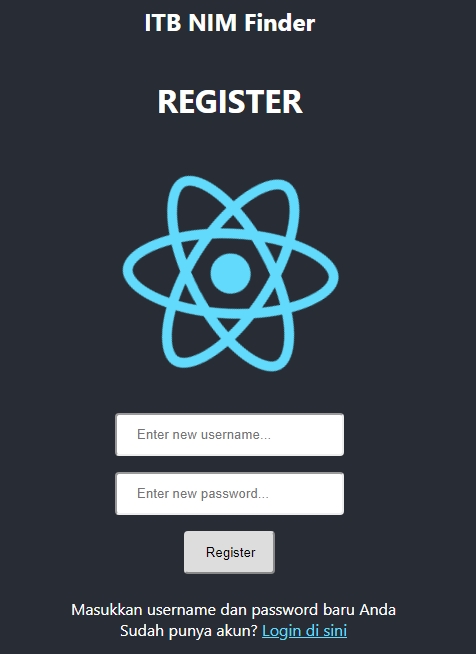 ITB NIM Finder
REGISTER
Enter new username...
Enter new password...
Register
Masukkan username dan password baru Anda
Sudah punya akun? Login di sini